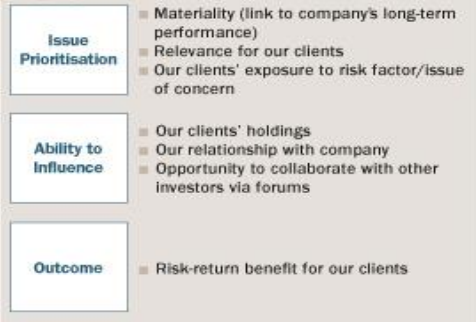 Issue
Prioritisation
Materiality (link to company's long-term
performance)
Relevance for our clients
Our clients' exposure to risk factor/issue
of concern
Ability to
Influence
Our clients' holdings
Our relationship with company
Opportunity to collaborate with other
investors via forums
Outcome
Risk-return benefit for our clients